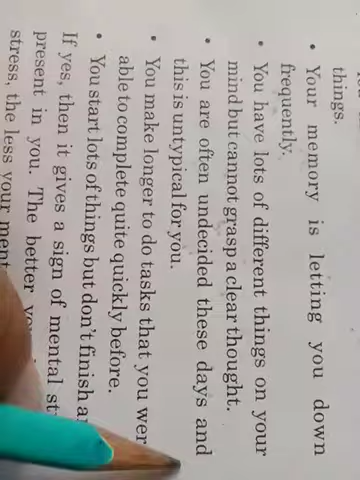 things.
• Your memory is letting you down
frequently.
• You have lots of different things on your
mind but cannot grasp a clear thought.
• You are often undecided these days and
this is untypical for you.
• You make longer to do tasks that you wer
able to complete quite quickly before.
• You start lots of things but don't finish
If yes, then it gives a sign of mental
present in you. The better
stress, the less your